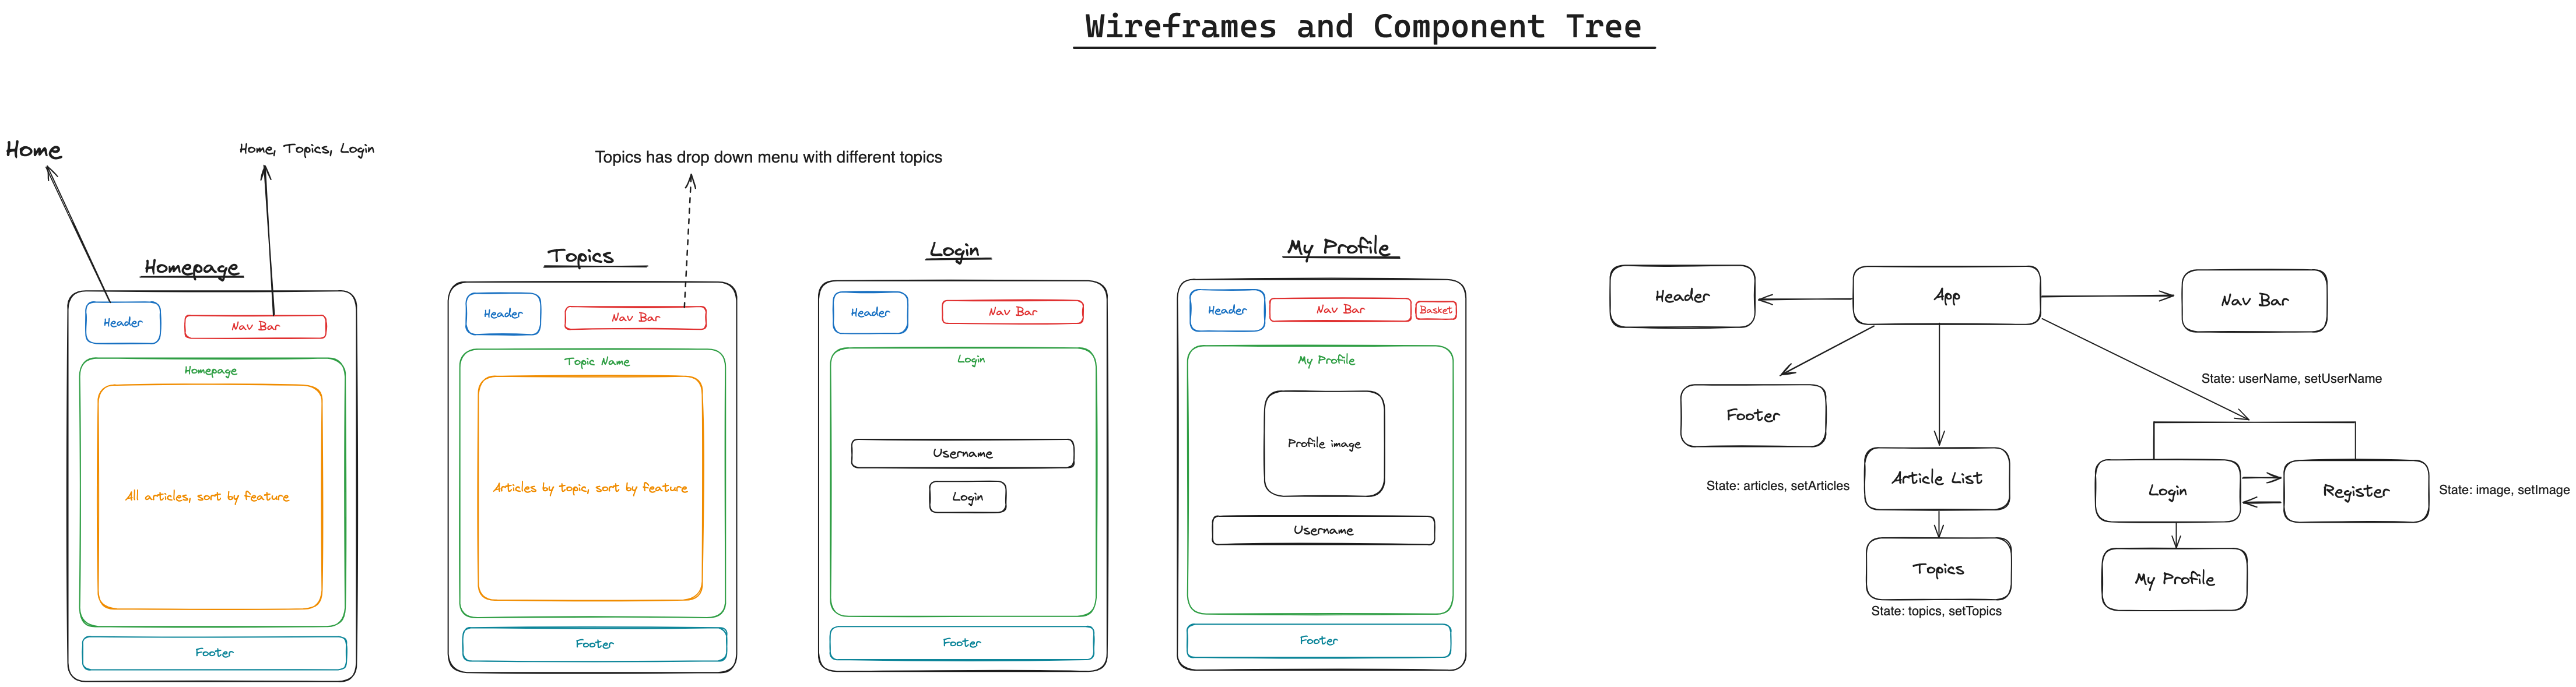 Wireframes and Component Tree
Home
Home, Topics, Login
Topics has drop down menu with different topics
Homepage
Header
Nav Bar
Homepage
All articles, sort by feature
Footer
Topics
Header
Nav Bar
Topic Name
Articles by topic, sort by feature
Footer
Login
Header
Nav Bar
Login
Username
Login
Footer
My Profile
Header
Nav Bar
Basket
My Profile
Profile image
Username
Footer
Header
App
Nav Bar
Footer
State: userName, setUserName
State: articles, setArticles
Article List
Login
Register
State: image, setImage
Topics
State: topics, setTopics
My Profile